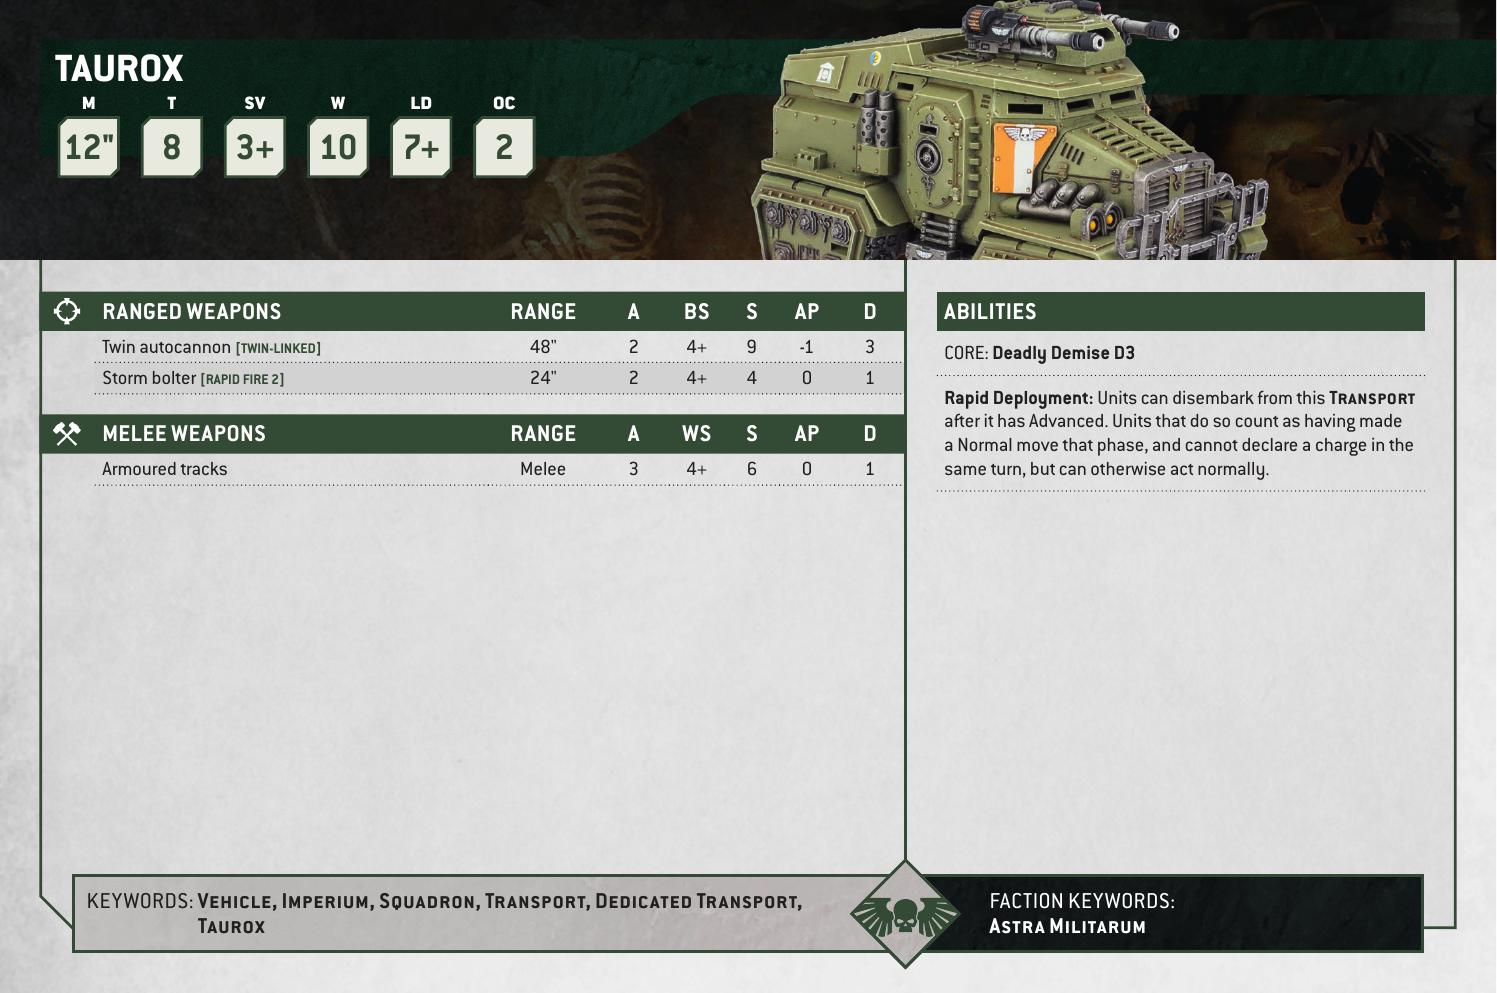 TAUROX
M T SV W LD OC
12" 8 3+ 10 7+ 2
RANGED WEAPONS RANGE A BS S AP D
Twin autocannon [TWIN-LINKED] 48" 2 4+ 9 -1 3
Storm bolter [RAPID FIRE 2] 24" 2 4+ 4 0 1
MELEE WEAPONS RANGE A WS S AP D
Armoured tracks Melee 3 4+ 6 0 1
ABILITIES
CORE: Deadly Demise D3
Rapid Deployment: Units can disembark from this TRANSPORT
after it has Advanced. Units that do so count as having made
a Normal move that phase, and cannot declare a charge in the
same turn, but can otherwise act normally.
KEYWORDS: VEHICLE, IMPERIUM, SQUADRON, TRANSPORT, DEDICATED TRANSPORT,
TAUROX
FACTION KEYWORDS:
ASTRA MILITARUM